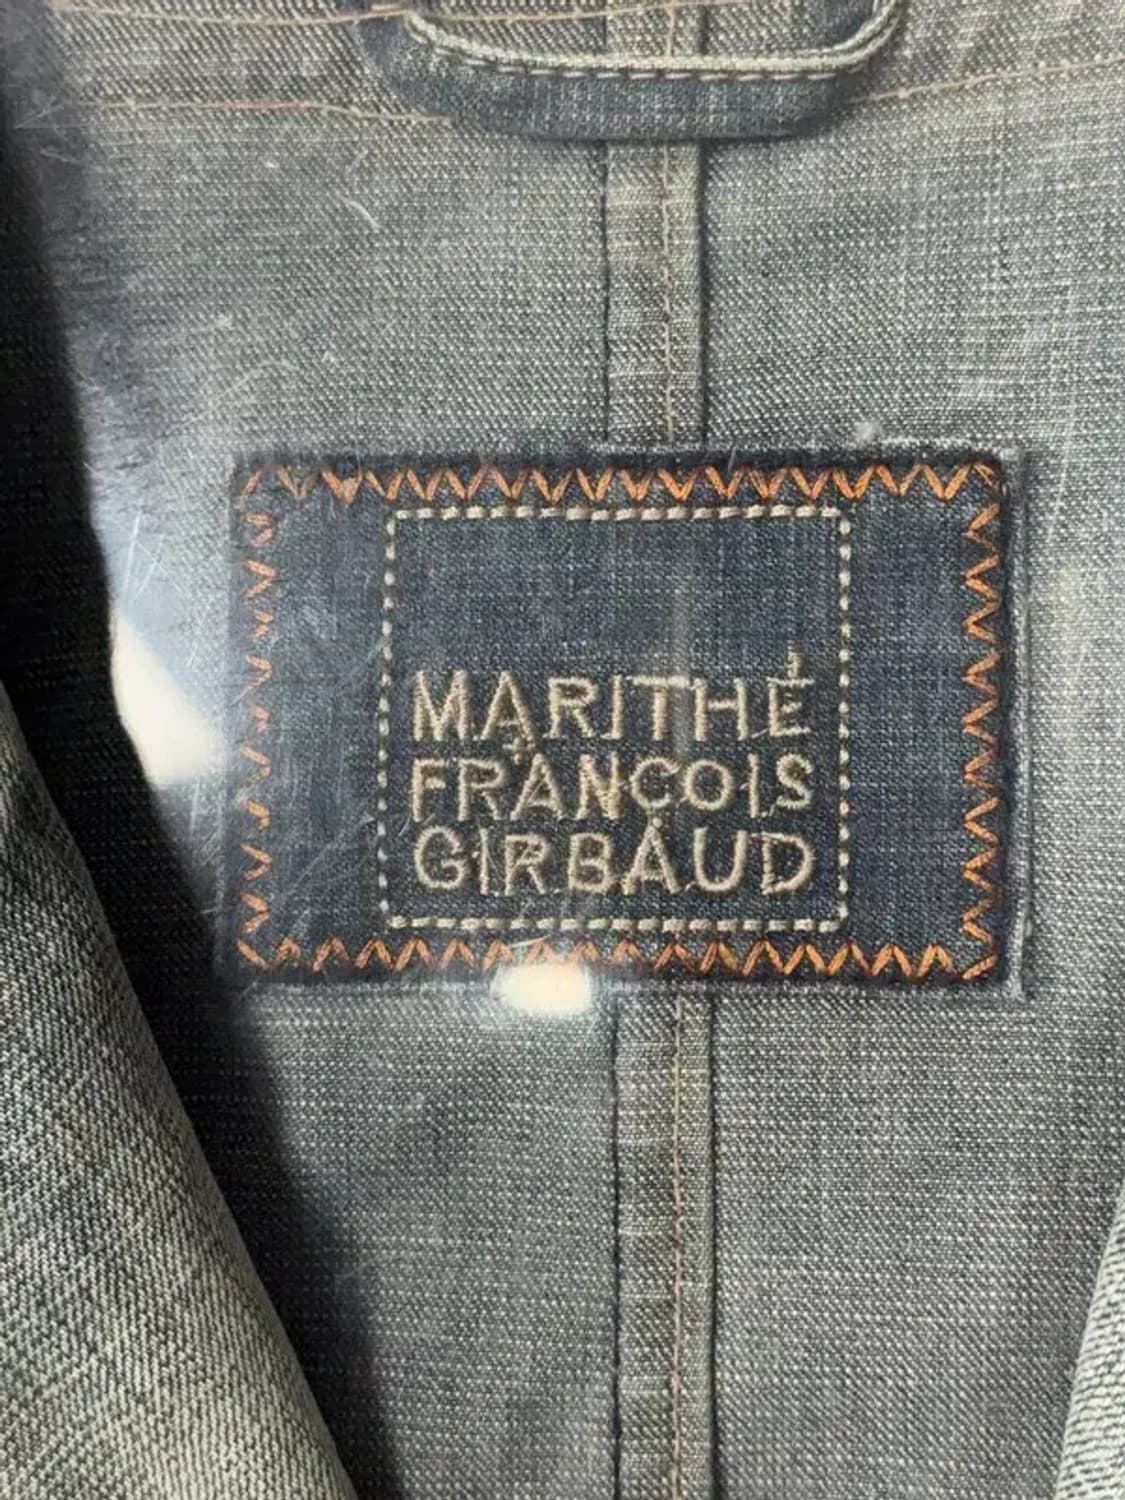 MARITHÉ
+
FRANÇOIS
GIRBAUD